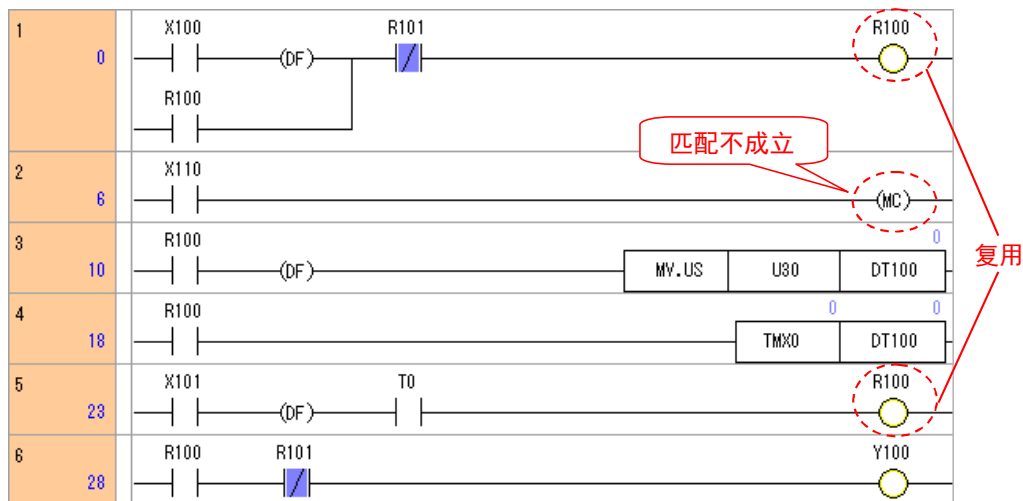 1 X100 R101 R100
0 (DF)
R100
匹配不成立
2 X110
6 (MC)
3 R100 0
10 (DF) MV.US U30 DT100
复用
4 R100 0 0
18 TMX0 DT100
5 X101 T0 R100
23 (DF)
6 R100 R101 Y100
28